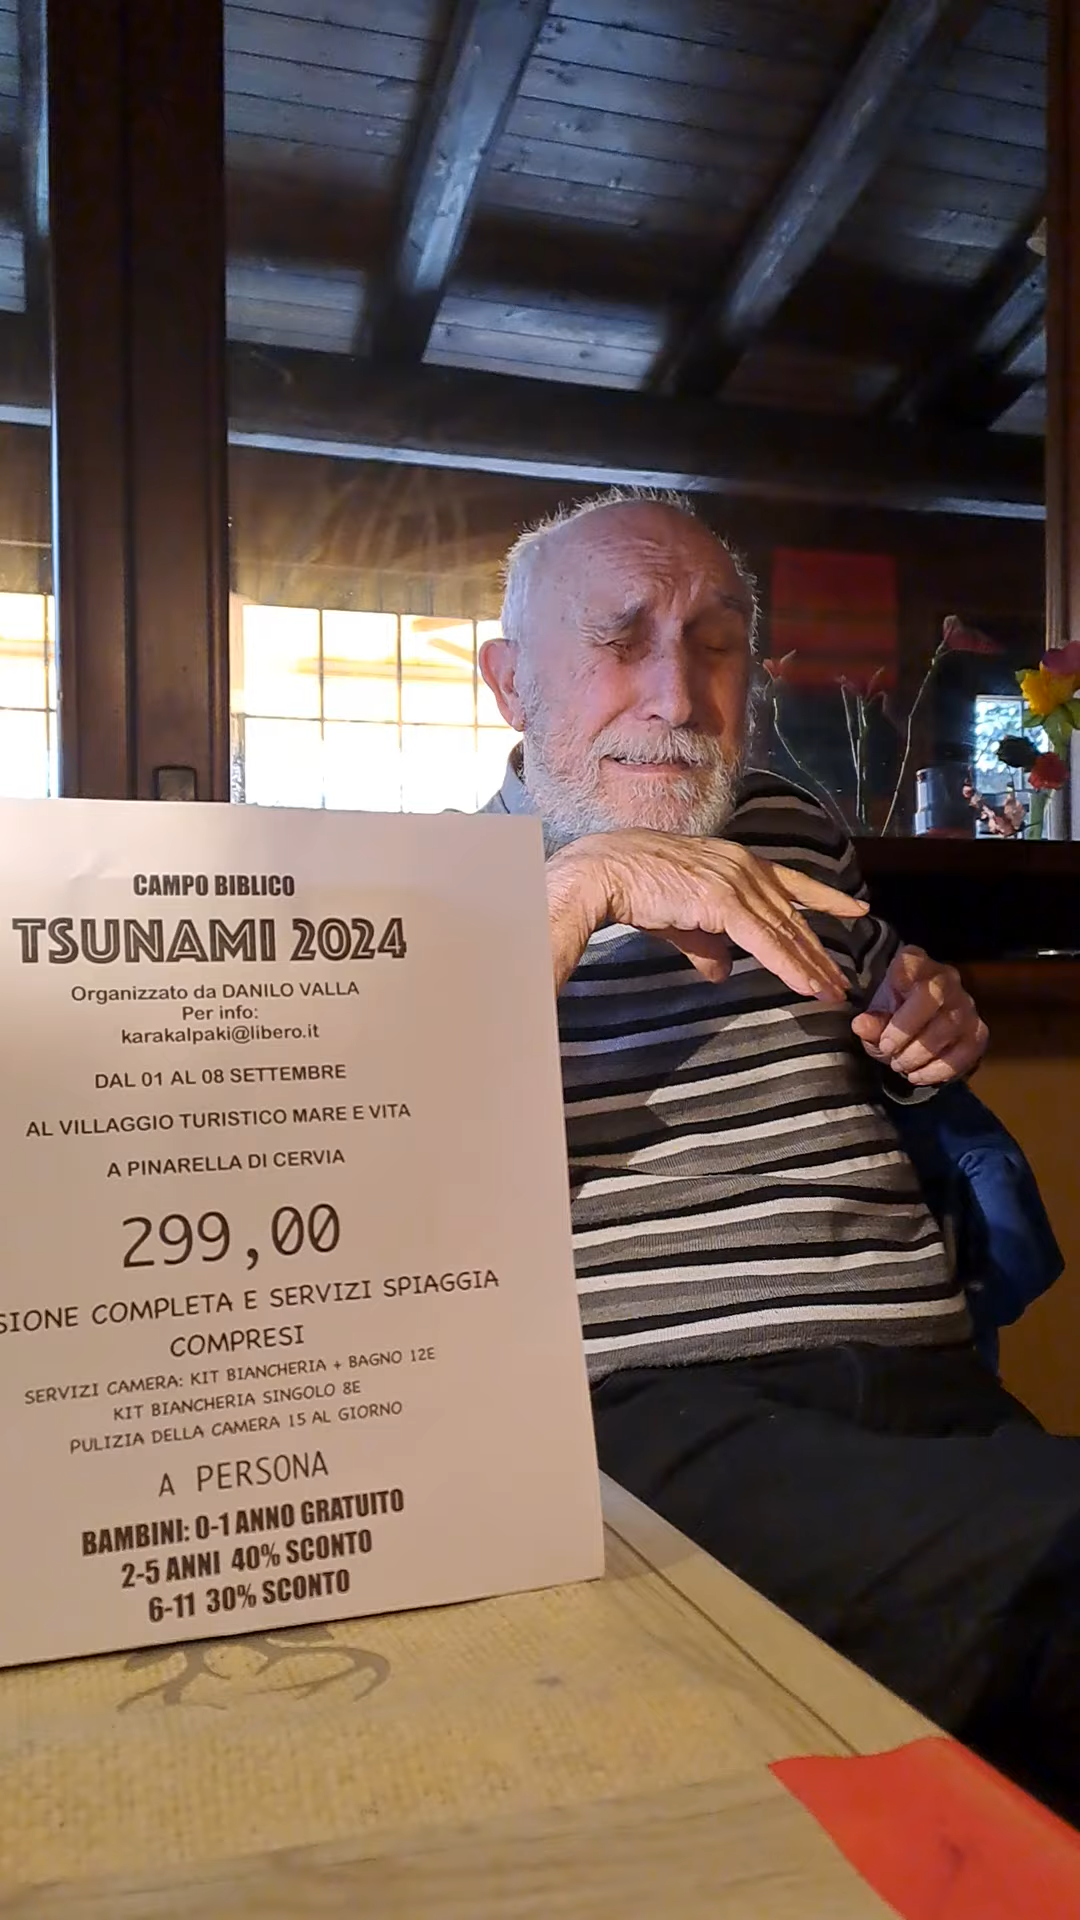 CAMPO BIBLICO
TSUNAMI 2024
Organizzato da DANILO VALLA
Per info:
karakalpaki@libero.it
DAL 01 AL 08 SETTEMBRE
AL VILLAGGIO TURISTICO MARE E VITA
A PINARELLA DI CERVIA
299,00
SIONE COMPLETA E SERVIZI SPIAGGIA
COMPRESI
SERVIZI CAMERA: KIT BIANCHERIA + BAGNO 12E
KIT BIANCHERIA SINGOLO 8E
PULIZIA DELLA CAMERA 15 AL GIORNO
A PERSONA
BAMBINI: 0-1 ANNO GRATUITO
2-5 ANNI 40% SCONTO
6-11 30% SCONTO